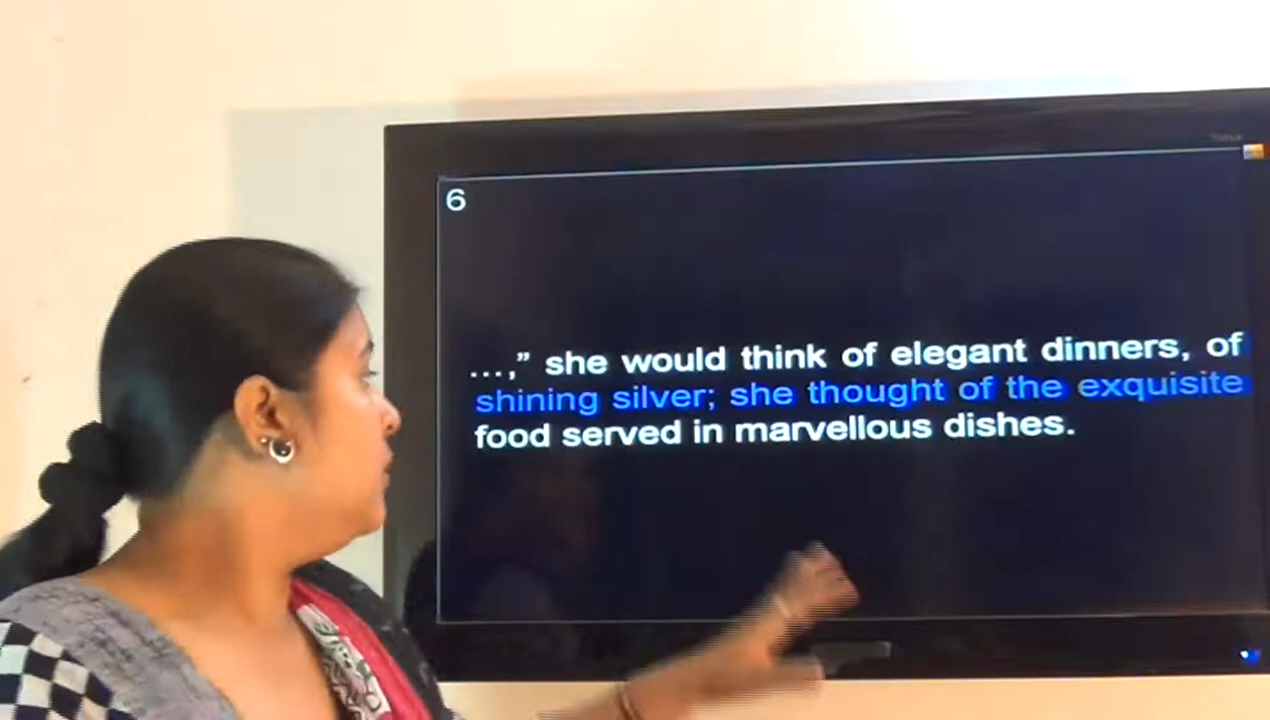 6
...,” she would think of elegant dinners, of
shining silver; she thought of the exquisite
food served in marvellous dishes.